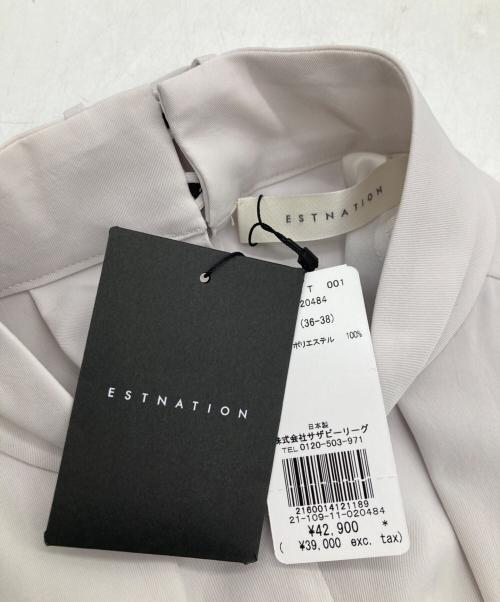 ESTNATION
ESTNATION
T 001
20484
(36-38)
ポリエステル 100%
日本製
株式会社サザビーリーグ
TEL 0120-503-971
2160014121189
21-109-11-020484
¥42,900 *
( ¥39,000 exc. tax)